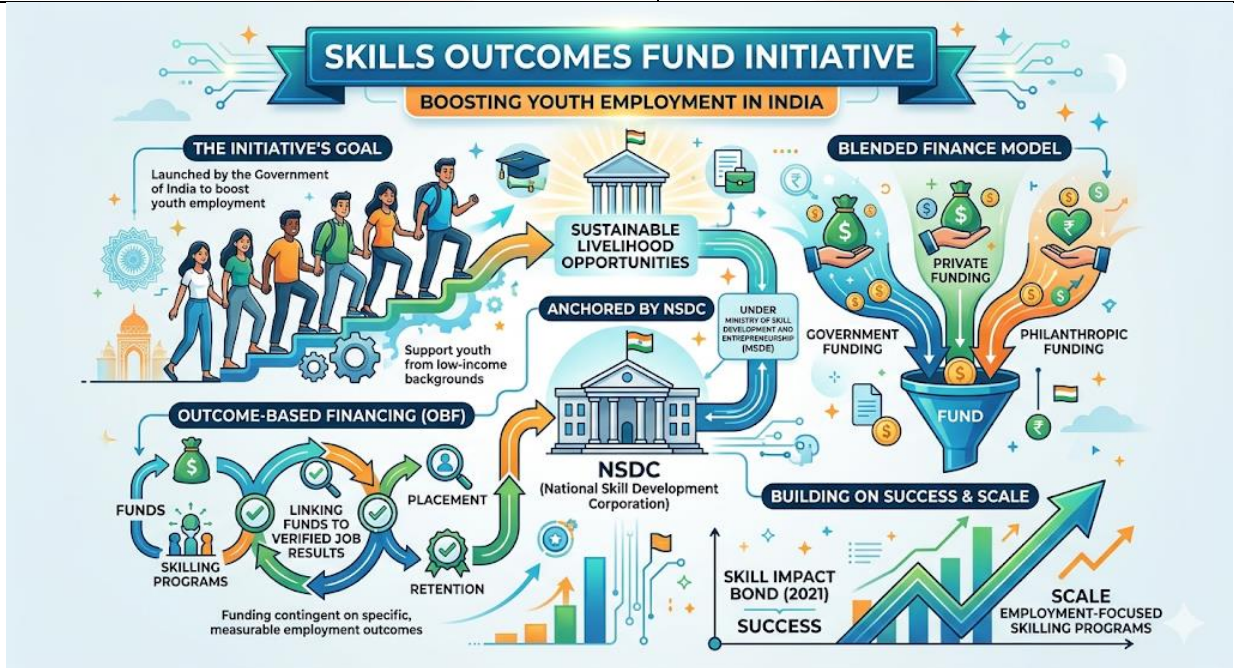 SKILLS OUTCOMES FUND INITIATIVE
BOOSTING YOUTH EMPLOYMENT IN INDIA
THE INITIATIVE'S GOAL
Launched by the Government
of India to boost
youth employment
Support youth
from low-income
backgrounds
SUSTAINABLE
LIVELIHOOD
OPPORTUNITIES
ANCHORED BY NSDC
UNDER
MINISTRY OF SKILL
DEVELOPMENT AND
ENTREPRENEURSHIP
(MSDE)
NSDC
(National Skill Development
Corporation)
BLENDED FINANCE MODEL
₹
$
$
$
$
$
₹
$
$
GOVERNMENT
FUNDING
PRIVATE
FUNDING
PHILANTHROPIC
FUNDING
$
FUND
$
₹
OUTCOME-BASED FINANCING (OBF)
$
FUNDS
SKILLING
PROGRAMS
LINKING
FUNDS TO
VERIFIED JOB
RESULTS
PLACEMENT
RETENTION
Funding contingent on specific,
measurable employment outcomes
BUILDING ON SUCCESS & SCALE
SKILL IMPACT
BOND (2021)
SUCCESS
SCALE
EMPLOYMENT-FOCUSED
SKILLING PROGRAMS